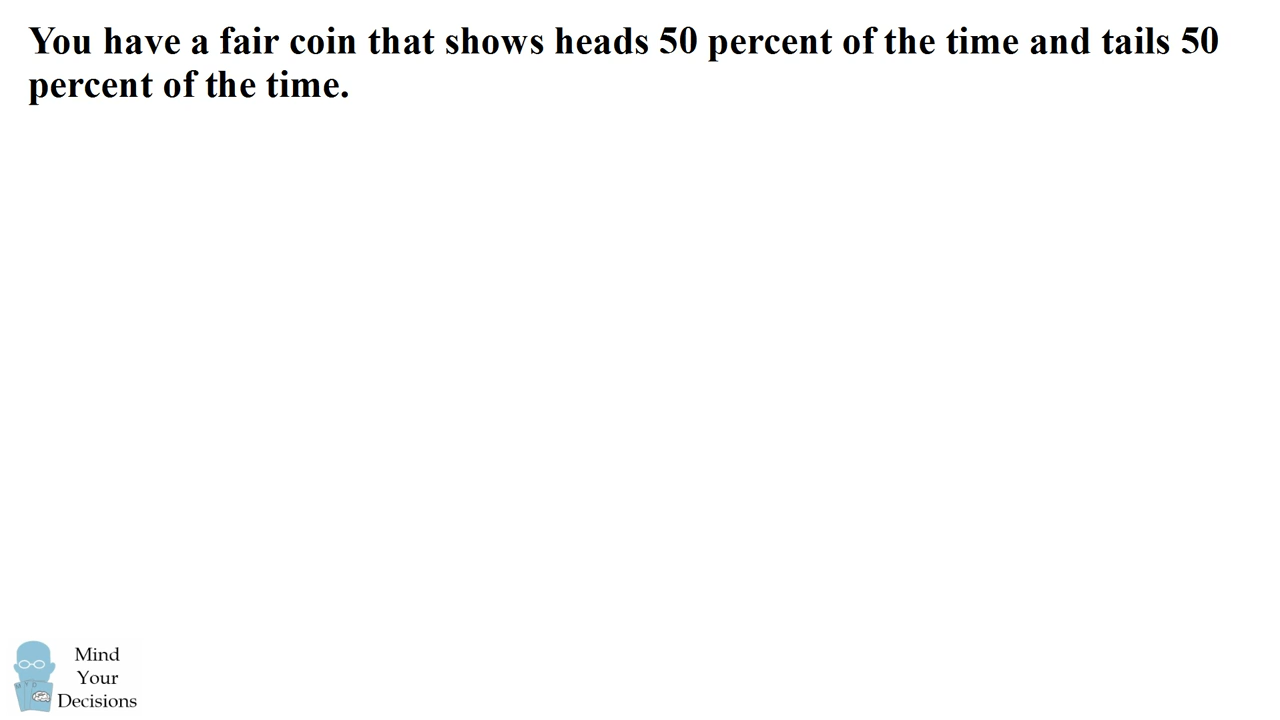 You have a fair coin that shows heads 50 percent of the time and tails 50
percent of the time.
Mind
Your
Decisions